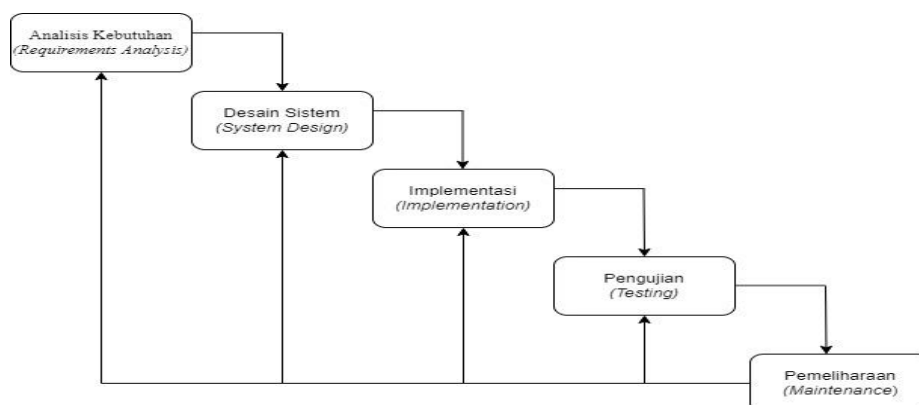 Analisis Kebutuhan
(Requirements Analysis)
Desain Sistem
(System Design)
Implementasi
(Implementation)
Pengujian
(Testing)
Pemeliharaan
(Maintenance)